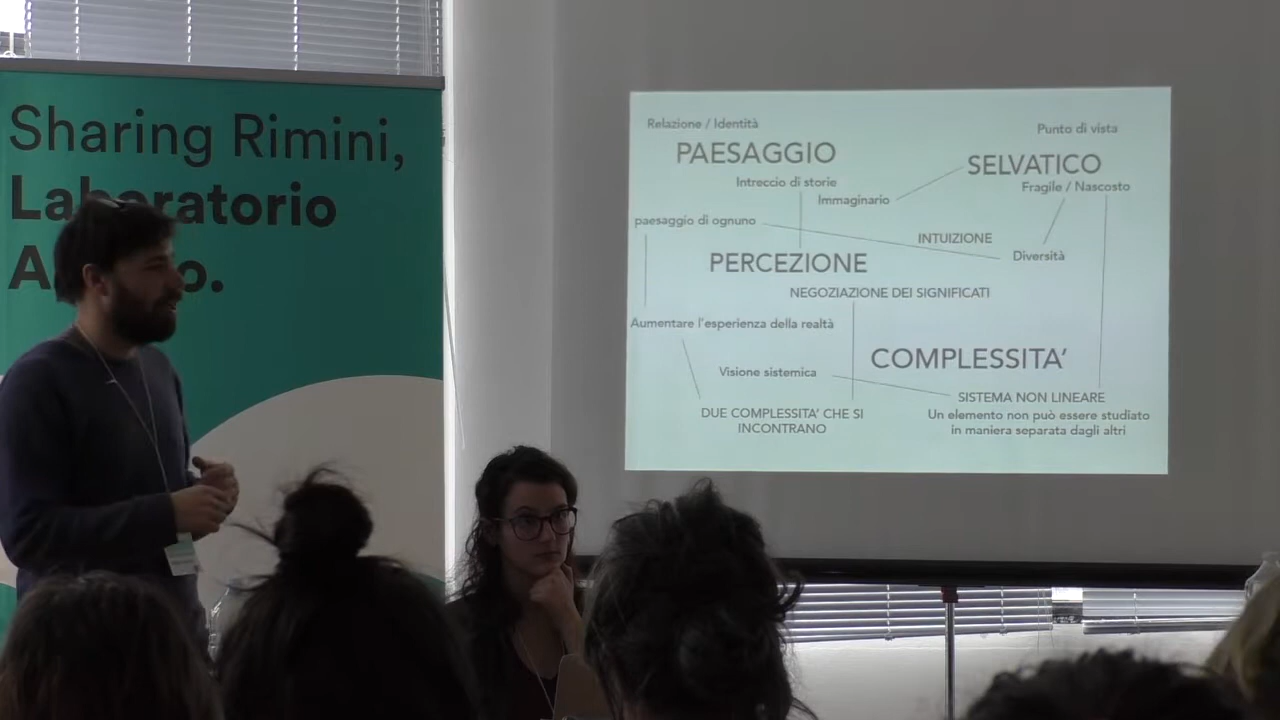 Sharing Rimini,
Laboratorio
Relazione / Identità
Punto di vista
PAESAGGIO
SELVATICO
Intreccio di storie
Fragile / Nascosto
Immaginario
paesaggio di ognuno
INTUIZIONE
Diversità
PERCEZIONE
NEGOZIAZIONE DEI SIGNIFICATI
Aumentare l'esperienza della realtà
COMPLESSITA'
Visione sistemica
SISTEMA NON LINEARE
DUE COMPLESSITA' CHE SI
INCONTRANO
Un elemento non può essere studiato
in maniera separata dagli altri